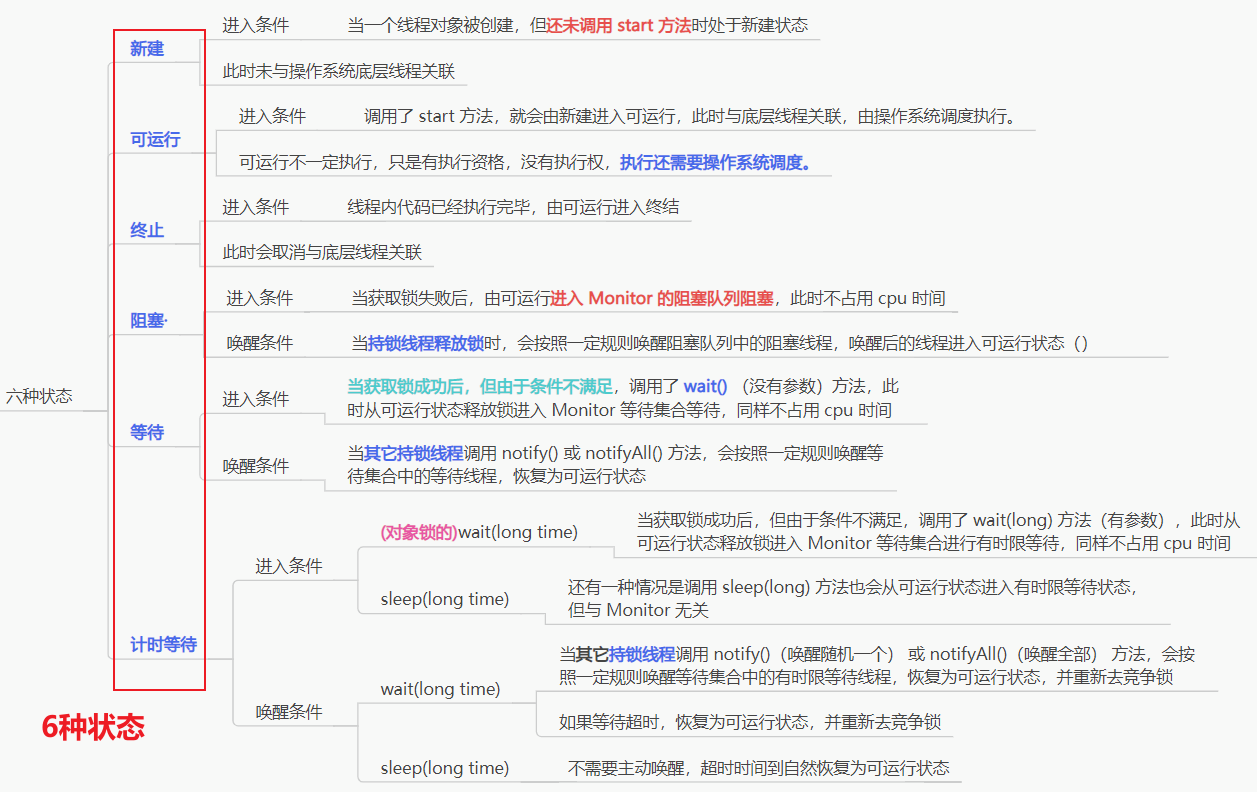 六种状态
新建
进入条件
当一个线程对象被创建，但还未调用 start 方法时处于新建状态
此时未与操作系统底层线程关联
可运行
进入条件
调用了 start 方法，就会由新建进入可运行，此时与底层线程关联，由操作系统调度执行。
可运行不一定执行，只是有执行资格，没有执行权，执行还需要操作系统调度。
终止
进入条件
线程内代码已经执行完毕，由可运行进入终结
此时会取消与底层线程关联
阻塞·
进入条件
当获取锁失败后，由可运行进入 Monitor 的阻塞队列阻塞，此时不占用 cpu 时间
唤醒条件
当持锁线程释放锁时，会按照一定规则唤醒阻塞队列中的阻塞线程，唤醒后的线程进入可运行状态（）
等待
进入条件
当获取锁成功后，但由于条件不满足，调用了 wait() （没有参数）方法，此
时从可运行状态释放锁进入 Monitor 等待集合等待，同样不占用 cpu 时间
唤醒条件
当其它持锁线程调用 notify() 或 notifyAll() 方法，会按照一定规则唤醒等
待集合中的等待线程，恢复为可运行状态
计时等待
进入条件
(对象锁的)wait(long time)
当获取锁成功后，但由于条件不满足，调用了 wait(long) 方法（有参数），此时从
可运行状态释放锁进入 Monitor 等待集合进行有时限等待，同样不占用 cpu 时间
sleep(long time)
还有一种情况是调用 sleep(long) 方法也会从可运行状态进入有时限等待状态，
但与 Monitor 无关
唤醒条件
wait(long time)
当其它持锁线程调用 notify()（唤醒随机一个） 或 notifyAll()（唤醒全部） 方法，会按
照一定规则唤醒等待集合中的有时限等待线程，恢复为可运行状态，并重新去竞争锁
如果等待超时，恢复为可运行状态，并重新去竞争锁
sleep(long time)
不需要主动唤醒，超时时间到自然恢复为可运行状态
6种状态